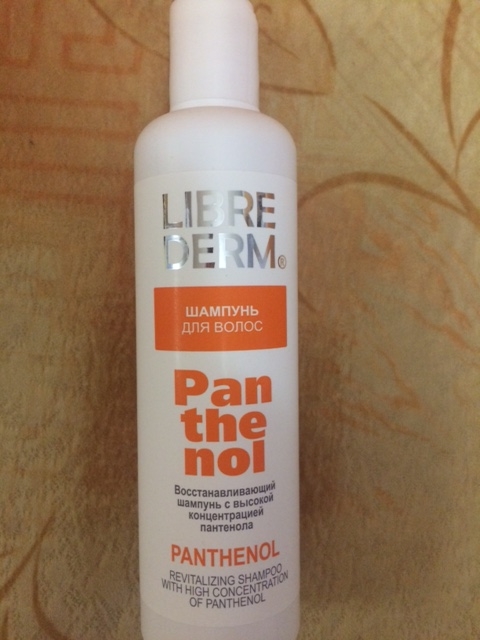 LIBRE
DERM®
ШАМПУНЬ
ДЛЯ ВОЛОС
Pan
the
nol
Восстанавливающий
шампунь с высокой
концентрацией
пантенола
PANTHENOL
REVITALIZING SHAMPOO
WITH HIGH CONCENTRATION
OF PANTHENOL